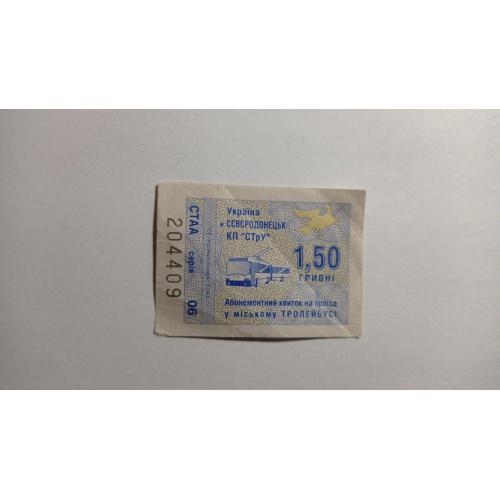 Україна
м СЄВЄРОДОНЕЦЬК
КП "СТрУ"
1,50
ГРИВНІ
Абонементний квиток на проїзд
у міському ТРОЛЕЙБУСІ
СТАА серія 06
204409